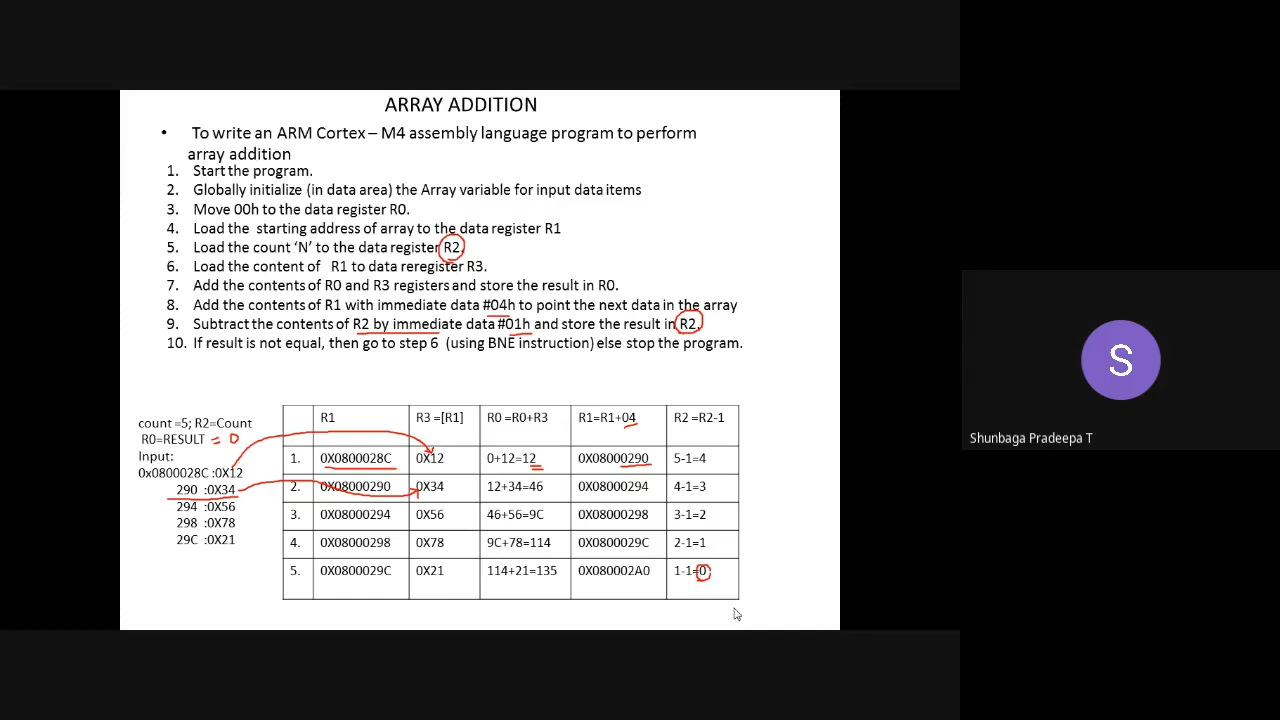 ARRAY ADDITION
• To write an ARM Cortex – M4 assembly language program to perform
array addition
1. Start the program.
2. Globally initialize (in data area) the Array variable for input data items
3. Move 00h to the data register R0.
4. Load the starting address of array to the data register R1
5. Load the count ‘N’ to the data register R2.
6. Load the content of R1 to data reregister R3.
7. Add the contents of R0 and R3 registers and store the result in R0.
8. Add the contents of R1 with immediate data #04h to point the next data in the array
9. Subtract the contents of R2 by immediate data #01h and store the result in R2.
10. If result is not equal, then go to step 6 (using BNE instruction) else stop the program.
count =5; R2=Count
R0=RESULT = 0
Input:
0x0800028C :0X12
290 :0X34
294 :0X56
298 :0X78
29C :0X21
R1 R3 =[R1] R0 =R0+R3 R1=R1+04 R2 =R2-1
1. 0X0800028C 0X12 0+12=12 0X08000290 5-1=4
2. 0X08000290 0X34 12+34=46 0X08000294 4-1=3
3. 0X08000294 0X56 46+56=9C 0X08000298 3-1=2
4. 0X08000298 0X78 9C+78=114 0X0800029C 2-1=1
5. 0X0800029C 0X21 114+21=135 0X080002A0 1-1=0
S
Shunbaga Pradeepa T